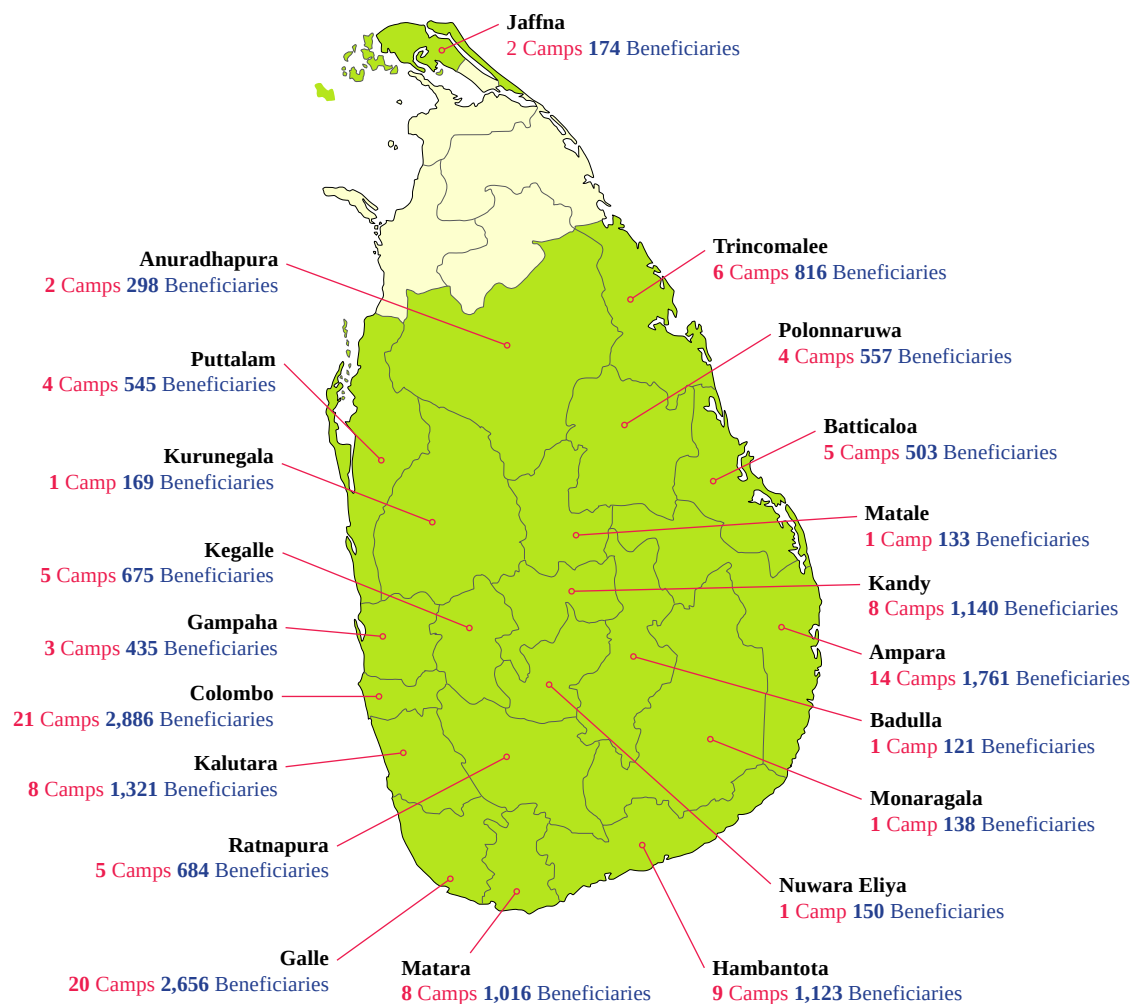 Jaffna
2 Camps 174 Beneficiaries
Anuradhapura
2 Camps 298 Beneficiaries
Puttalam
4 Camps 545 Beneficiaries
Kurunegala
1 Camp 169 Beneficiaries
Kegalle
5 Camps 675 Beneficiaries
Gampaha
3 Camps 435 Beneficiaries
Colombo
21 Camps 2,886 Beneficiaries
Kalutara
8 Camps 1,321 Beneficiaries
Ratnapura
5 Camps 684 Beneficiaries
Galle
20 Camps 2,656 Beneficiaries
Matara
8 Camps 1,016 Beneficiaries
Trincomalee
6 Camps 816 Beneficiaries
Polonnaruwa
4 Camps 557 Beneficiaries
Batticaloa
5 Camps 503 Beneficiaries
Matale
1 Camp 133 Beneficiaries
Kandy
8 Camps 1,140 Beneficiaries
Ampara
14 Camps 1,761 Beneficiaries
Badulla
1 Camp 121 Beneficiaries
Monaragala
1 Camp 138 Beneficiaries
Nuwara Eliya
1 Camp 150 Beneficiaries
Hambantota
9 Camps 1,123 Beneficiaries